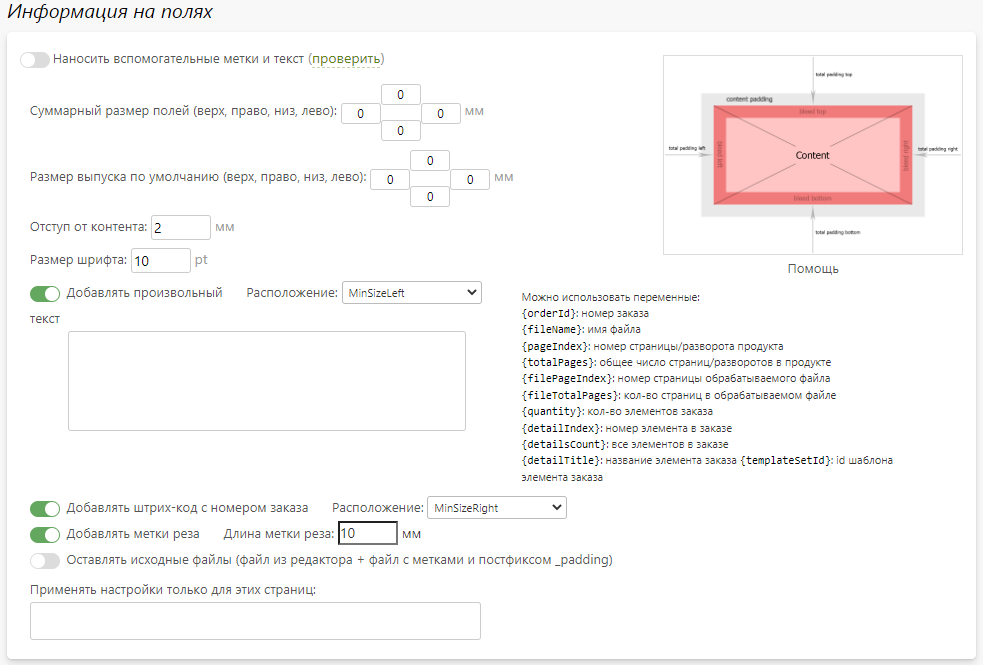 Информация на полях
Наносить вспомогательные метки и текст (проверить)
Суммарный размер полей (верх, право, низ, лево):
0
0
0
0
мм
Размер выпуска по умолчанию (верх, право, низ, лево):
0
0
0
0
мм
Отступ от контента: 2 мм
Размер шрифта: 10 pt
Добавлять произвольный текст
Расположение: MinSizeLeft
total padding top
content padding
bleed top
total padding left
bleed left
Content
bleed right
total padding right
bleed bottom
total padding bottom
Помощь
Можно использовать переменные:
{orderId}: номер заказа
{fileName}: имя файла
{pageIndex}: номер страницы/разворота продукта
{totalPages}: общее число страниц/разворотов в продукте
{filePageIndex}: номер страницы обрабатываемого файла
{fileTotalPages}: кол-во страниц в обрабатываемом файле
{quantity}: кол-во элементов заказа
{detailIndex}: номер элемента в заказе
{detailsCount}: все элементов в заказе
{detailTitle}: название элемента заказа {templateSetId}: id шаблона
элемента заказа
Добавлять штрих-код с номером заказа Расположение: MinSizeRight
Добавлять метки реза Длина метки реза: 10 мм
Оставлять исходные файлы (файл из редактора + файл с метками и постфиксом _padding)
Применять настройки только для этих страниц: